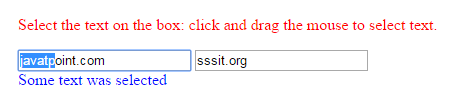 Select the text on the box: click and drag the mouse to select text.
javatpoint.com sssit.org
Some text was selected